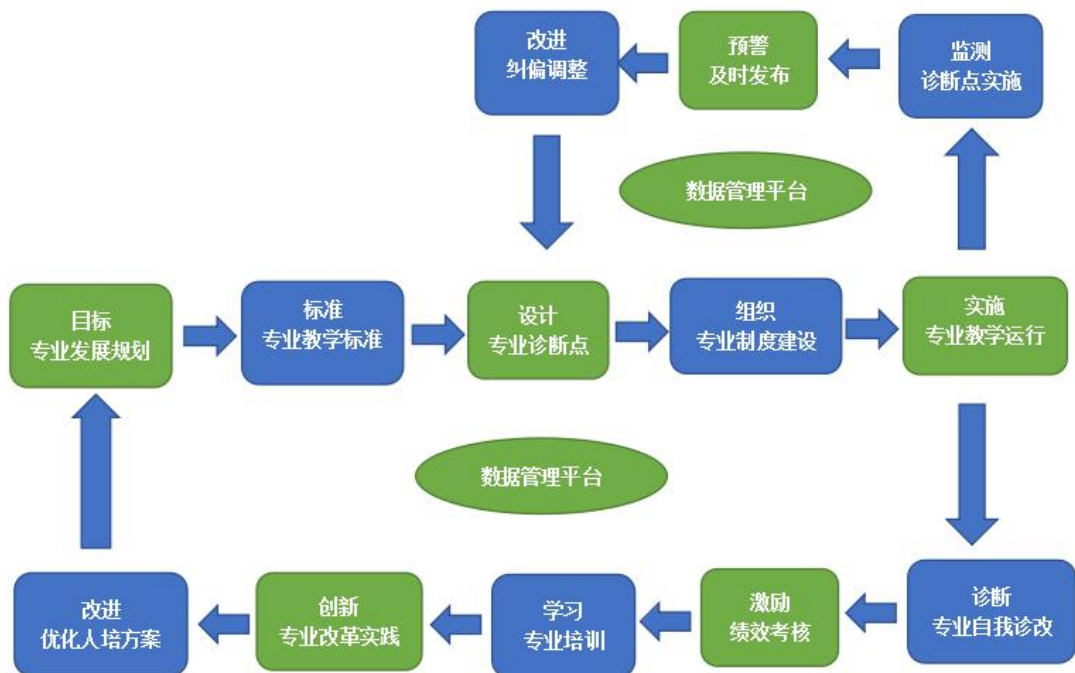 改进
纠偏调整
预警
及时发布
监测
诊断点实施
数据管理平台
目标
专业发展规划
标准
专业教学标准
设计
专业诊断点
组织
专业制度建设
实施
专业教学运行
数据管理平台
改进
优化人培方案
创新
专业改革实践
学习
专业培训
激励
绩效考核
诊断
专业自我诊改